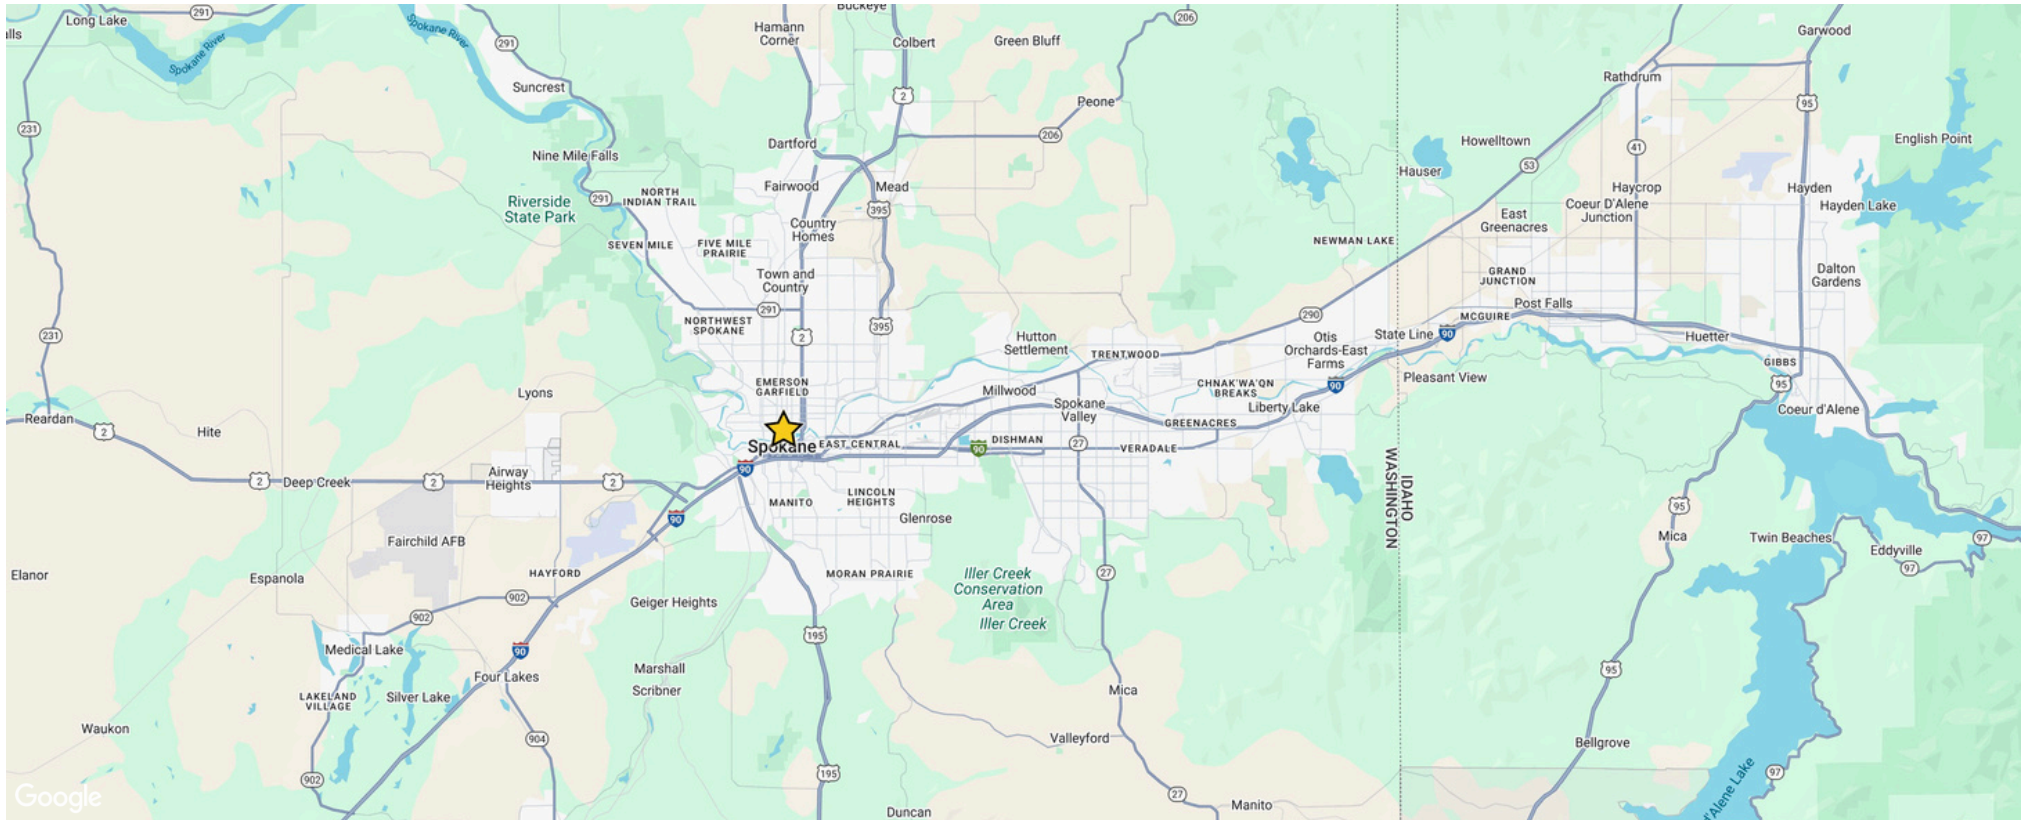 Long Lake
291
Spokane River
Spokane River
291
Hamann
Corner
Buckeye
Colbert
Green Bluff
206
Garwood
alls
Suncrest
2
Peone
Rathdrum
95
231
206
Dartford
Nine Mile Falls
Howelltown
41
English Point
53
Hauser
Riverside
State Park
291
NORTH
INDIAN TRAIL
Fairwood
Mead
395
Haycrop
Coeur D'Alene
Junction
Hayden
Hayden Lake
East
Greenacres
Country
Homes
SEVEN MILE
FIVE MILE
PRAIRIE
NEWMAN LAKE
Town and
Country
GRAND
JUNCTION
Dalton
Gardens
291
290
Post Falls
MCGUIRE
NORTHWEST
SPOKANE
395
2
231
Hutton
Settlement
TRENTWOOD
Otis
Orchards-East
Farms
State Line
90
Huetter
GIBBS
Lyons
EMERSON
GARFIELD
Millwood
CHNAK'WA'QN
BREAKS
90
Pleasant View
95
Reardan
2
Hite
Spokane
Valley
Liberty Lake
Coeur d'Alene
GREENACRES
Spokane
EAST CENTRAL
90
DISHMAN
27
VERADALE
90
2
Deep Creek
2
Airway
Heights
2
MANITO
LINCOLN
HEIGHTS
IDAHO
WASHINGTON
95
90
Glenrose
Fairchild AFB
Mica
Twin Beaches
97
Eddyville
97
Elanor
Espanola
HAYFORD
MORAN PRAIRIE
Iller Creek
Conservation
Area
Iller Creek
27
902
902
Geiger Heights
195
Medical Lake
90
Four Lakes
Marshall
Scribner
95
LAKELAND
VILLAGE
Silver Lake
Mica
Waukon
904
Valleyford
Bellgrove
902
195
97
27
Manito
Duncan
d'Alene Lake
Google